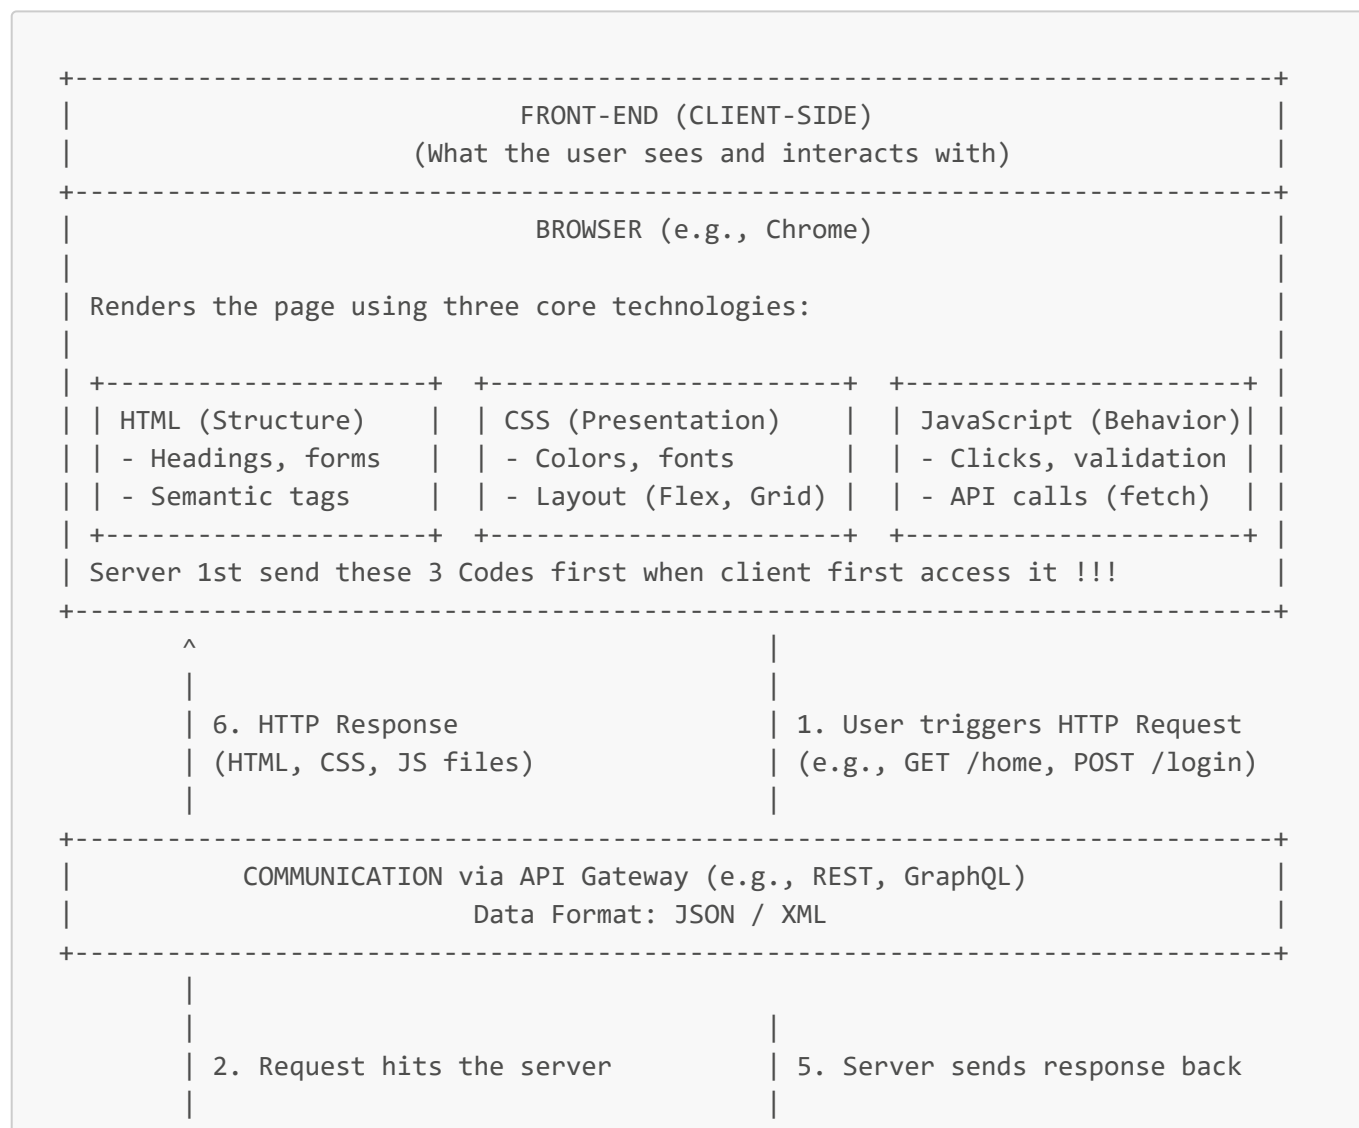 +------------------------------------------------------------------------------+
|                             FRONT-END (CLIENT-SIDE)                          |
|                      (What the user sees and interacts with)                 |
+------------------------------------------------------------------------------+
|                              BROWSER (e.g., Chrome)                          |
|                                                                              |
| Renders the page using three core technologies:                              |
|                                                                              |
| +---------------------+  +-----------------------+  +----------------------+ |
| | HTML (Structure)    |  | CSS (Presentation)    |  | JavaScript (Behavior)| |
| | - Headings, forms   |  | - Colors, fonts       |  | - Clicks, validation | |
| | - Semantic tags     |  | - Layout (Flex, Grid) |  | - API calls (fetch)  | |
| +---------------------+  +-----------------------+  +----------------------+ |
| Server 1st send these 3 Codes first when client first access it !!!          |
+------------------------------------------------------------------------------+
        ^                                     |
        |                                     |
        | 6. HTTP Response                    | 1. User triggers HTTP Request
        | (HTML, CSS, JS files)               | (e.g., GET /home, POST /login)
        |                                     |
+------------------------------------------------------------------------------+
|           COMMUNICATION via API Gateway (e.g., REST, GraphQL)                |
|                          Data Format: JSON / XML                             |
+------------------------------------------------------------------------------+
        |
        |                                     |
        | 2. Request hits the server          | 5. Server sends response back
        |                                     |